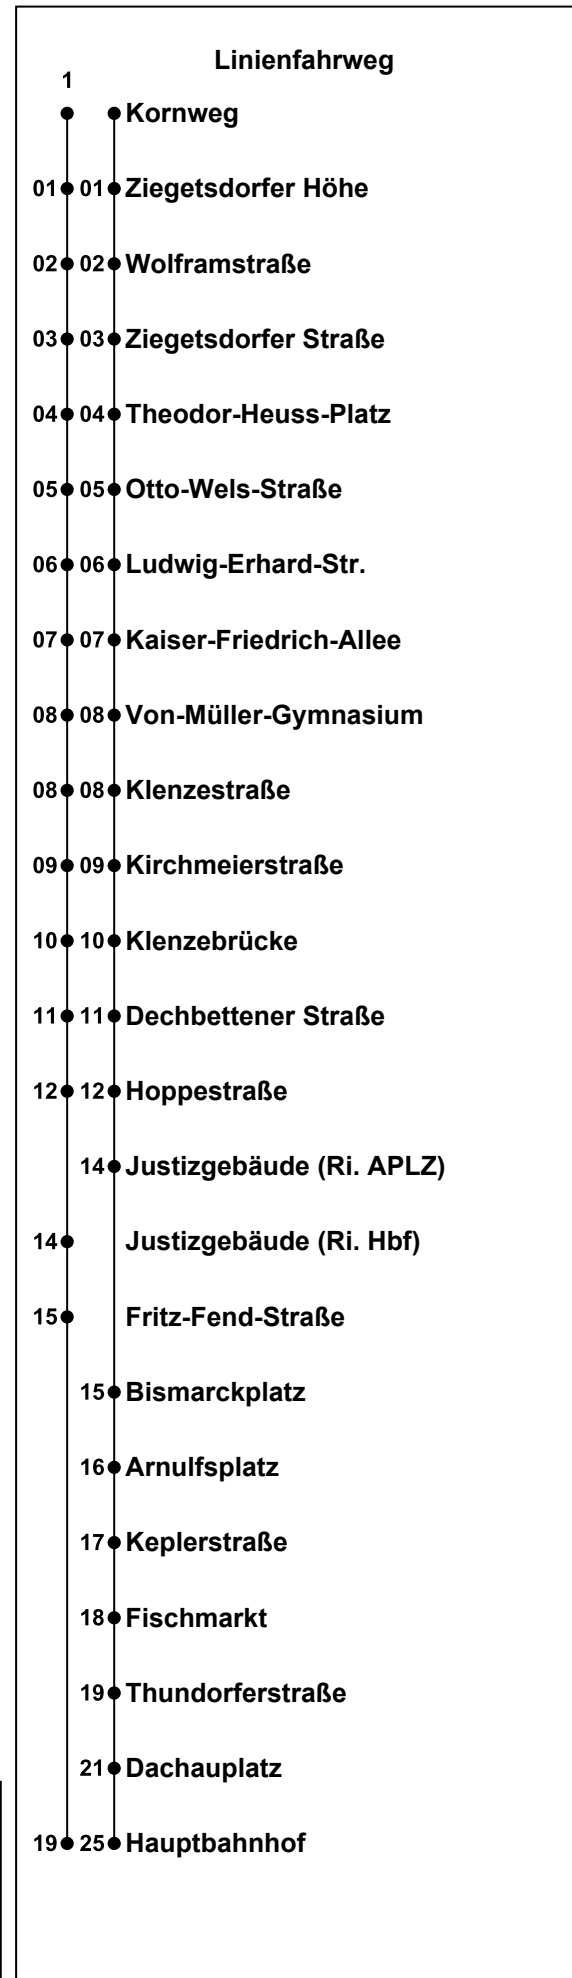 Linienfahrweg
1
Kornweg
01 01 Ziegetsdorfer Höhe
02 02 Wolframstraße
03 03 Ziegetsdorfer Straße
04 04 Theodor-Heuss-Platz
05 05 Otto-Wels-Straße
06 06 Ludwig-Erhard-Str.
07 07 Kaiser-Friedrich-Allee
08 08 Von-Müller-Gymnasium
08 08 Klenzestraße
09 09 Kirchmeierstraße
10 10 Klenzebrücke
11 11 Dechbettener Straße
12 12 Hoppestraße
14 Justizgebäude (Ri. APLZ)
14 Justizgebäude (Ri. Hbf)
15 Fritz-Fend-Straße
15 Bismarckplatz
16 Arnulfsplatz
17 Keplerstraße
18 Fischmarkt
19 Thundorferstraße
21 Dachauplatz
19 25 Hauptbahnhof